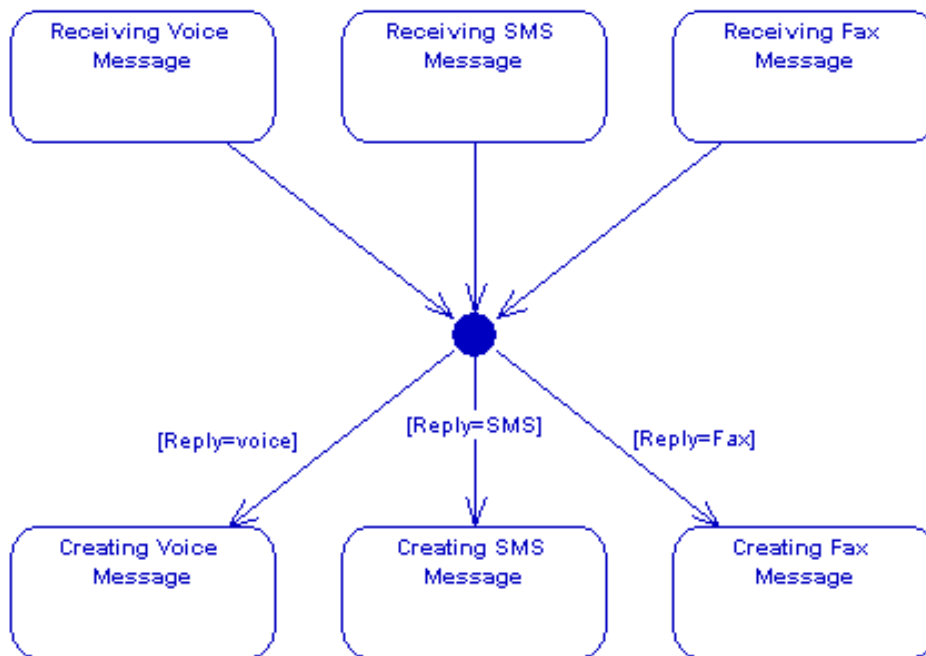 Receiving Voice
Message
Receiving SMS
Message
Receiving Fax
Message
[Reply=voice]
[Reply=SMS]
[Reply=Fax]
Creating Voice
Message
Creating SMS
Message
Creating Fax
Message